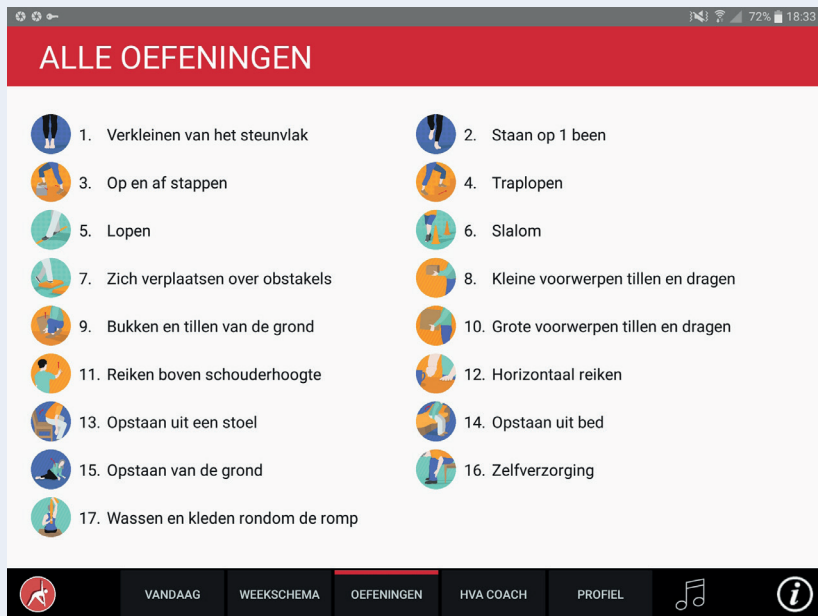 72% 18:33
ALLE OEFENINGEN
1. Verkleinen van het steunvlak
2. Staan op 1 been
3. Op en af stappen
4. Traplopen
5. Lopen
6. Slalom
7. Zich verplaatsen over obstakels
8. Kleine voorwerpen tillen en dragen
9. Bukken en tillen van de grond
10. Grote voorwerpen tillen en dragen
11. Reiken boven schouderhoogte
12. Horizontaal reiken
13. Opstaan uit een stoel
14. Opstaan uit bed
15. Opstaan van de grond
16. Zelfverzorging
17. Wassen en kleden rondom de romp
VANDAAG WEEKSCHEMA OEFENINGEN HVA COACH PROFIEL i